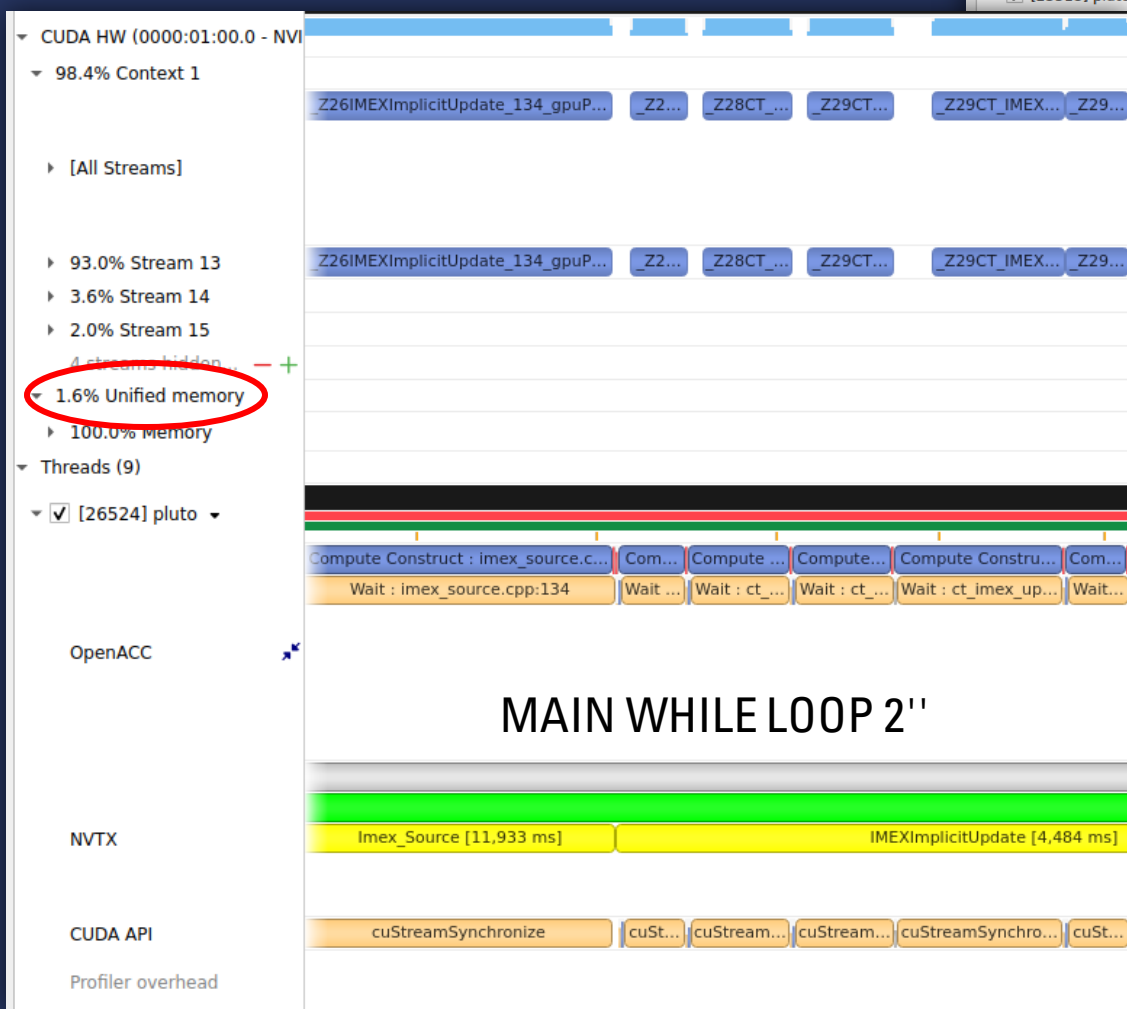 CUDA HW (0000:01:00.0 - NVI
98.4% Context 1
_Z26IMEXImplicitUpdate_134_gpuP... _Z2... _Z28CT_... _Z29CT... _Z29CT_IMEX... _Z29...
[All Streams]
93.0% Stream 13 _Z26IMEXImplicitUpdate_134_gpuP... _Z2... _Z28CT_... _Z29CT... _Z29CT_IMEX... _Z29...
3.6% Stream 14
2.0% Stream 15
4 streams hidden...
1.6% Unified memory
100.0% Memory
Threads (9)
[26524] pluto
Compute Construct : imex_source.c... Com... Compute ... Compute... Compute Constru... Com...
Wait : imex_source.cpp:134 Wait ... Wait : ct_... Wait : ct_... Wait : ct_imex_up... Wait...
OpenACC
MAIN WHILE LOOP 2''
NVTX Imex_Source [11,933 ms] IMEXImplicitUpdate [4,484 ms]
CUDA API cuStreamSynchronize cuSt... cuStream... cuStream... cuStreamSynchro... cuSt...
Profiler overhead